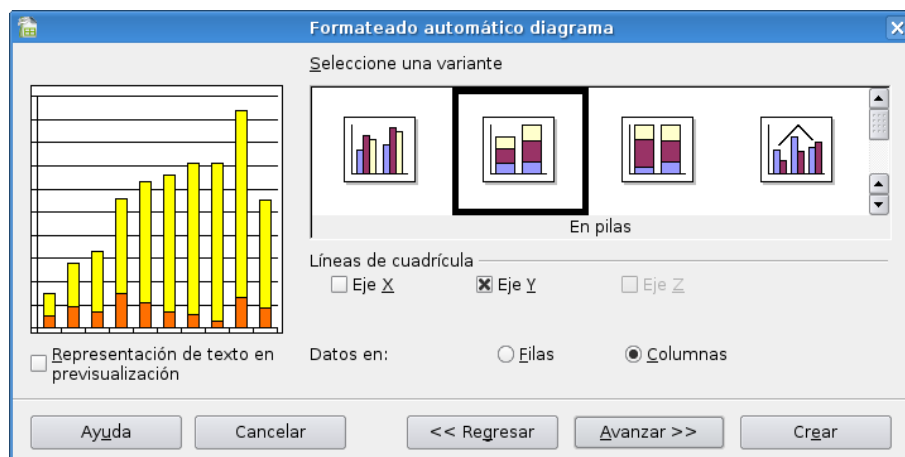 Formateado automático diagrama
Seleccione una variante
En pilas
Líneas de cuadrícula
Eje X Eje Y Eje Z
Representación de texto en
previsualización
Datos en: Filas Columnas
Ayuda Cancelar << Regresar Avanzar >> Crear